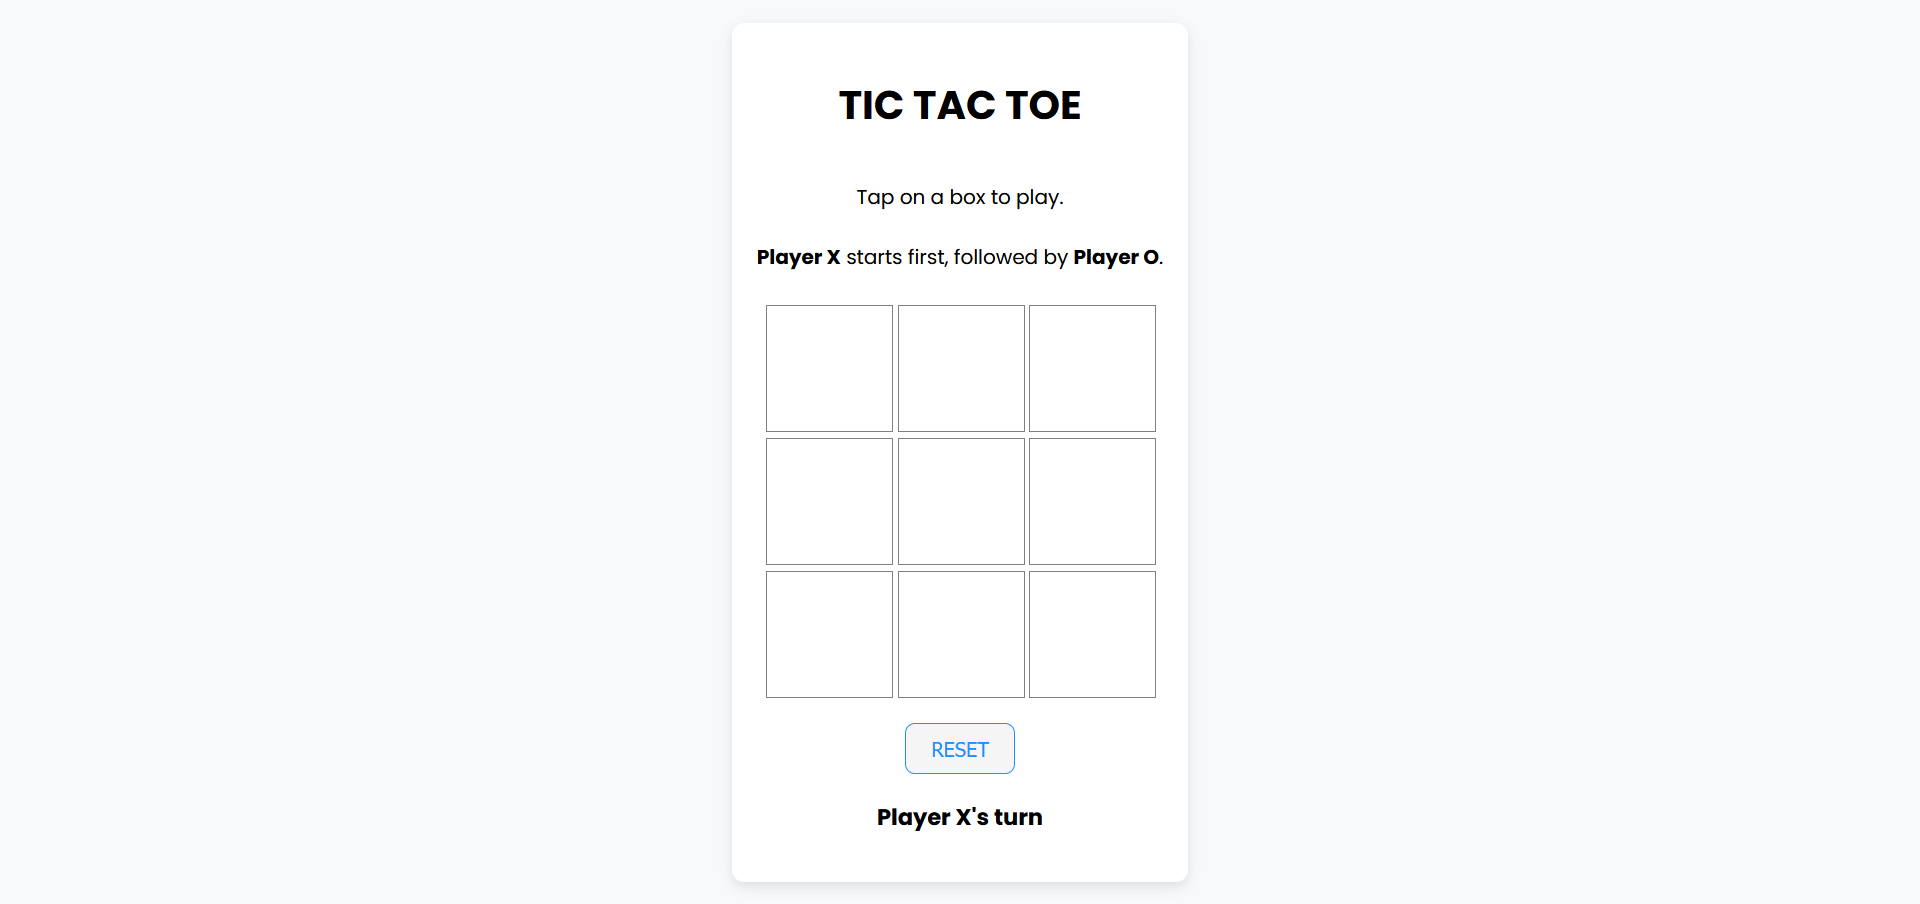 TIC TAC TOE
Tap on a box to play.
Player X starts first, followed by Player O.
RESET
Player X's turn